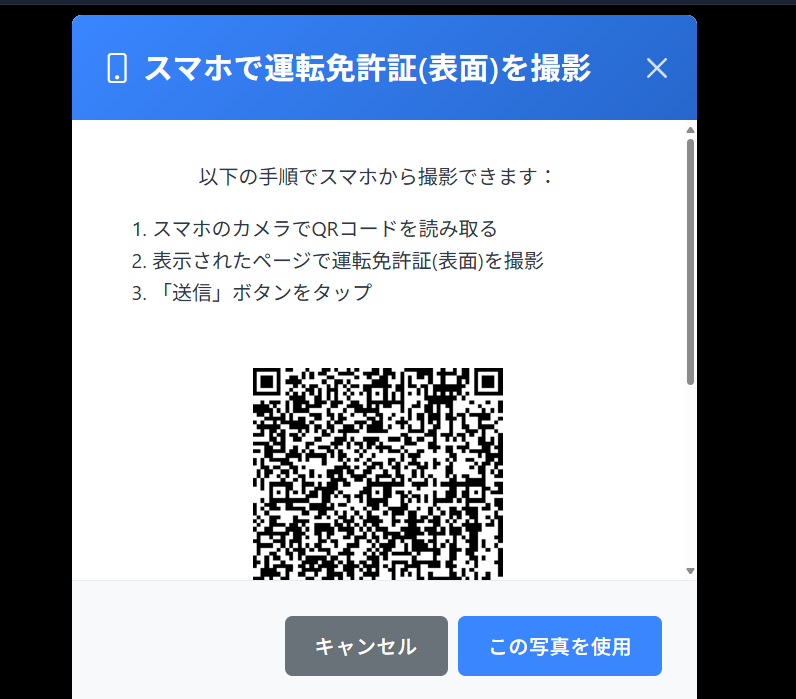 スマホで運転免許証(表面)を撮影
以下の手順でスマホから撮影できます：
1. スマホのカメラでQRコードを読み取る
2. 表示されたページで運転免許証(表面)を撮影
3. 「送信」ボタンをタップ
キャンセル
この写真を使用